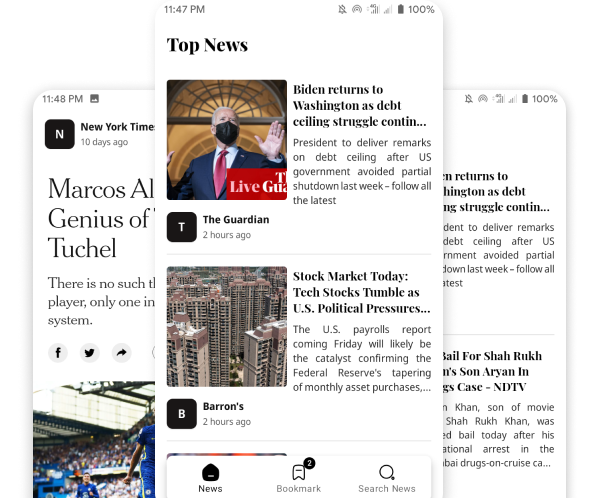 11:47 PM
100%
Top News
Biden returns to
Washington as debt
ceiling struggle contin...
President to deliver remarks
on debt ceiling after US
government avoided partial
shutdown last week – follow all
the latest
Live Gua
T
The Guardian
2 hours ago
Stock Market Today:
Tech Stocks Tumble as
U.S. Political Pressures...
The U.S. payrolls report
coming Friday will likely be
the catalyst confirming the
Federal Reserve's tapering
of monthly asset purchases,...
B
Barron's
2 hours ago
News
2
Bookmark
Search News
11:48 PM
N
New York Times
10 days ago
Marcos Al
Genius of
Tuchel
There is no such th
player, only one in
system.
100%
en returns to
hington as debt
ng struggle contin...
dent to deliver remarks
debt ceiling after US
rnment avoided partial
down last week – follow all
atest
Bail For Shah Rukh
n's Son Aryan In
gs Case - NDTV
n Khan, son of movie
Shah Rukh Khan, was
ed bail today after his
ational arrest in the
bai drugs-on-cruise ca...